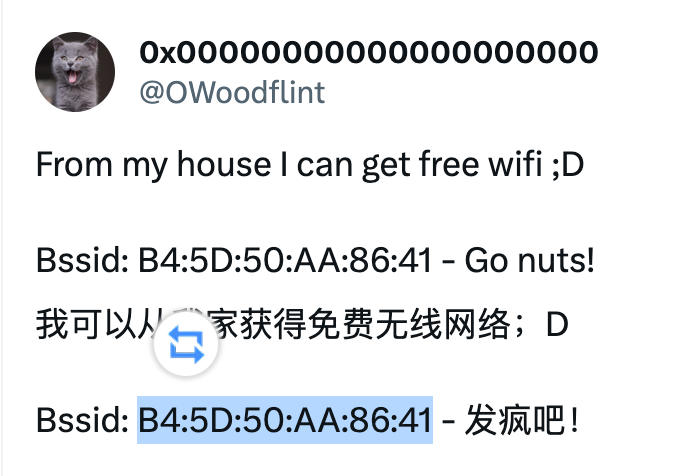 0x00000000000000000000
@OWoodflint
From my house I can get free wifi ;D
Bssid: B4:5D:50:AA:86:41 - Go nuts!
我可以从家获得免费无线网络；D
Bssid: B4:5D:50:AA:86:41 - 发疯吧！